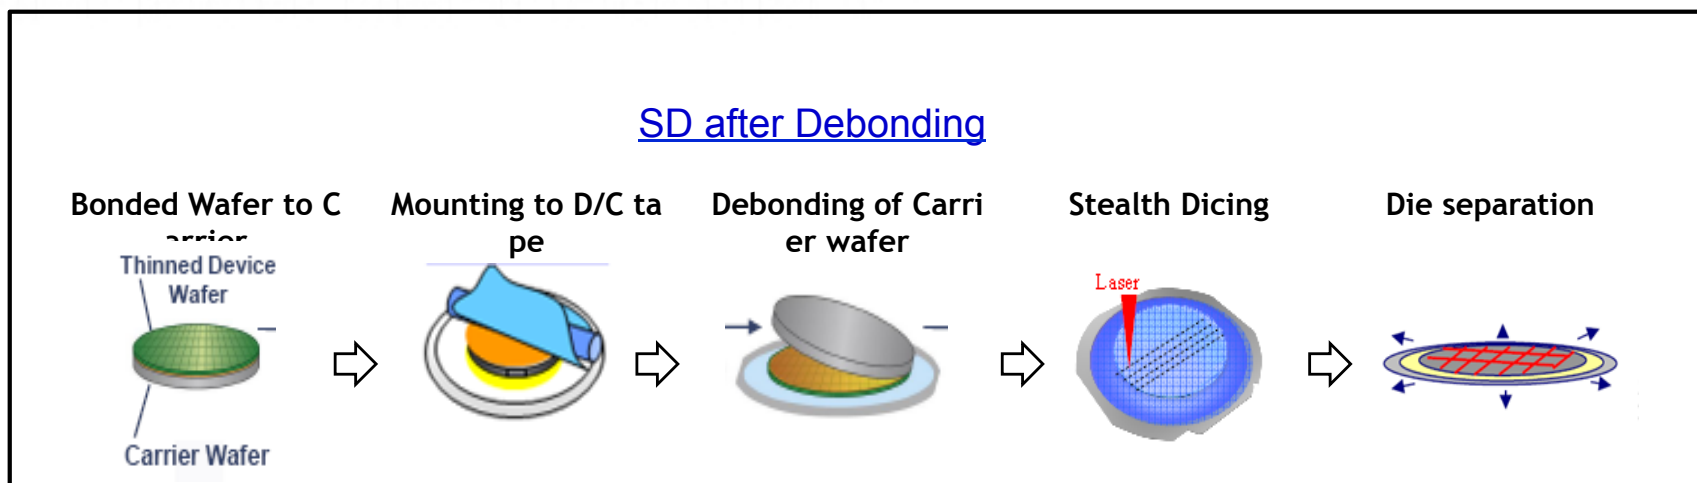 SD after Debonding
Bonded Wafer to C
arrier
Mounting to D/C ta
pe
Debonding of Carri
er wafer
Stealth Dicing
Die separation
Thinned Device
Wafer
Carrier Wafer
Laser